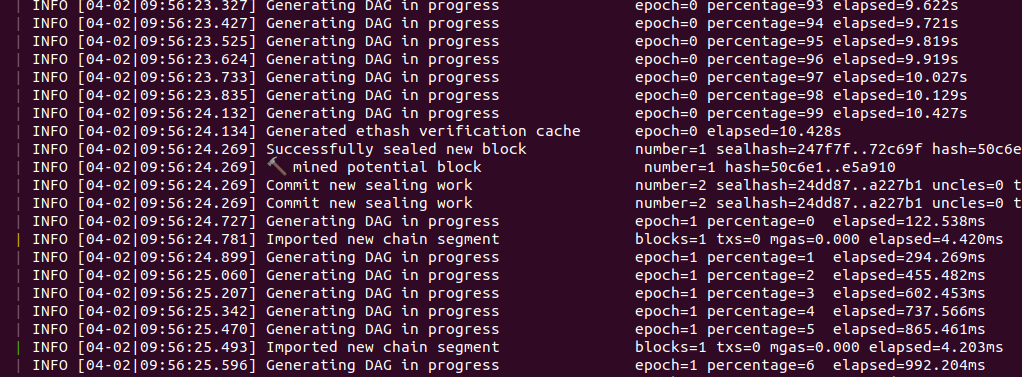 | INFO [04-02|09:56:23.327] Generating DAG in progress epoch=0 percentage=93 elapsed=9.622s
| INFO [04-02|09:56:23.427] Generating DAG in progress epoch=0 percentage=94 elapsed=9.721s
| INFO [04-02|09:56:23.525] Generating DAG in progress epoch=0 percentage=95 elapsed=9.819s
| INFO [04-02|09:56:23.624] Generating DAG in progress epoch=0 percentage=96 elapsed=9.919s
| INFO [04-02|09:56:23.733] Generating DAG in progress epoch=0 percentage=97 elapsed=10.027s
| INFO [04-02|09:56:23.835] Generating DAG in progress epoch=0 percentage=98 elapsed=10.129s
| INFO [04-02|09:56:24.132] Generating DAG in progress epoch=0 percentage=99 elapsed=10.427s
| INFO [04-02|09:56:24.134] Generated ethash verification cache epoch=0 elapsed=10.428s
| INFO [04-02|09:56:24.269] Successfully sealed new block number=1 sealhash=247f7f..72c69f hash=50c6e
| INFO [04-02|09:56:24.269] 🔨 mined potential block number=1 hash=50c6e1..e5a910
| INFO [04-02|09:56:24.269] Commit new sealing work number=2 sealhash=24dd87..a227b1 uncles=0 t
| INFO [04-02|09:56:24.269] Commit new sealing work number=2 sealhash=24dd87..a227b1 uncles=0 t
| INFO [04-02|09:56:24.727] Generating DAG in progress epoch=1 percentage=0 elapsed=122.538ms
| INFO [04-02|09:56:24.781] Imported new chain segment blocks=1 txs=0 mgas=0.000 elapsed=4.420ms
| INFO [04-02|09:56:24.899] Generating DAG in progress epoch=1 percentage=1 elapsed=294.269ms
| INFO [04-02|09:56:25.060] Generating DAG in progress epoch=1 percentage=2 elapsed=455.482ms
| INFO [04-02|09:56:25.207] Generating DAG in progress epoch=1 percentage=3 elapsed=602.453ms
| INFO [04-02|09:56:25.342] Generating DAG in progress epoch=1 percentage=4 elapsed=737.566ms
| INFO [04-02|09:56:25.470] Generating DAG in progress epoch=1 percentage=5 elapsed=865.461ms
| INFO [04-02|09:56:25.493] Imported new chain segment blocks=1 txs=0 mgas=0.000 elapsed=4.203ms
| INFO [04-02|09:56:25.596] Generating DAG in progress epoch=1 percentage=6 elapsed=992.204ms